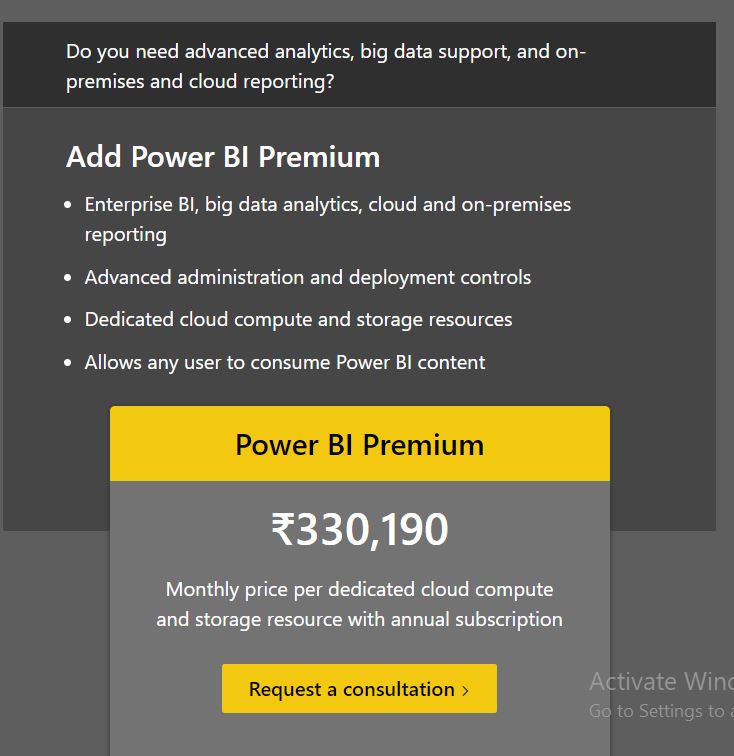 Do you need advanced analytics, big data support, and on-
premises and cloud reporting?
Add Power BI Premium
• Enterprise BI, big data analytics, cloud and on-premises
reporting
• Advanced administration and deployment controls
• Dedicated cloud compute and storage resources
• Allows any user to consume Power BI content
Power BI Premium
₹330,190
Monthly price per dedicated cloud compute
and storage resource with annual subscription
Request a consultation ›
Activate Wind
Go to Settings to a